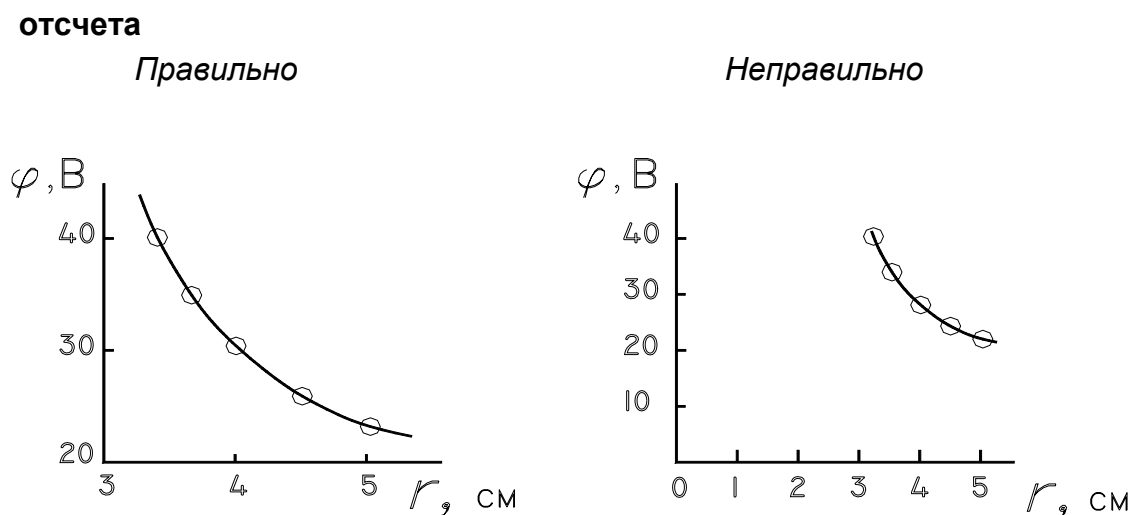 отсчета
Правильно
Неправильно
φ, В
40
30
20
3 4 5 r, см
φ, В
40
30
20
10
0 1 2 3 4 5 r, см